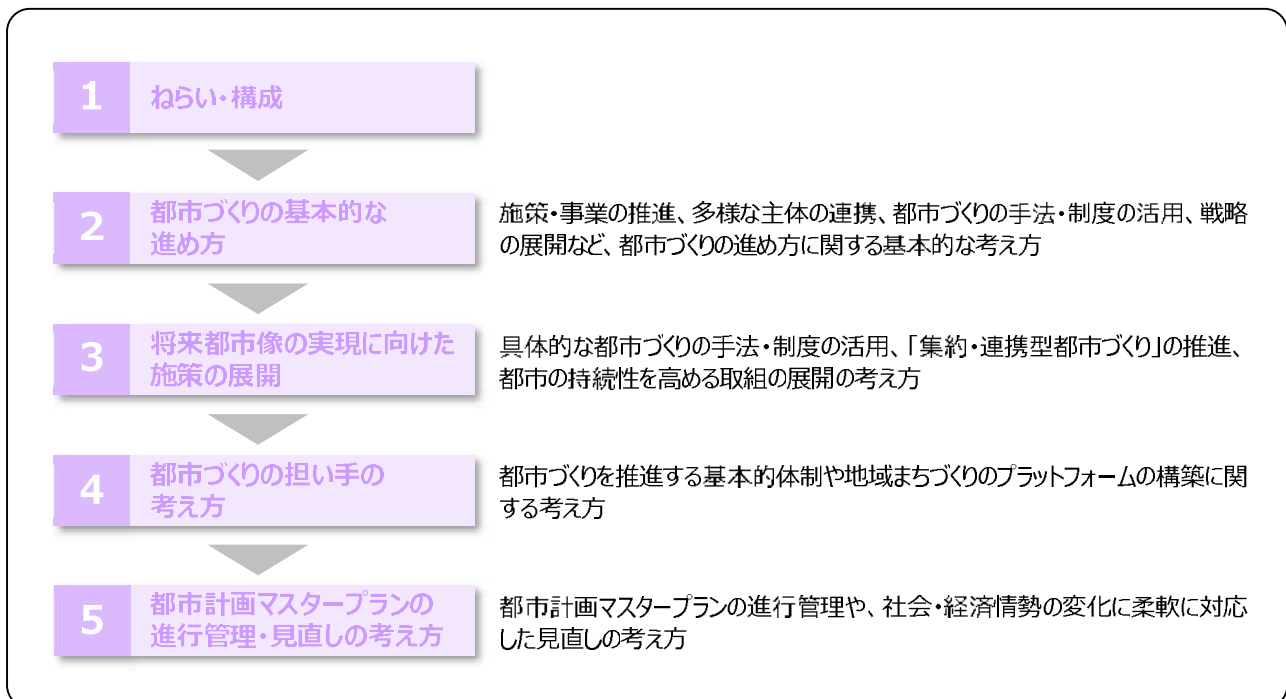 1
ねらい・構成
2
都市づくりの基本的な
進め方
施策・事業の推進、多様な主体の連携、都市づくりの手法・制度の活用、戦略
の展開など、都市づくりの進め方に関する基本的な考え方
3
将来都市像の実現に向けた
施策の展開
具体的な都市づくりの手法・制度の活用、「集約・連携型都市づくり」の推進、
都市の持続性を高める取組の展開の考え方
4
都市づくりの担い手の
考え方
都市づくりを推進する基本的体制や地域まちづくりのプラットフォームの構築に関
する考え方
5
都市計画マスタープランの
進行管理・見直しの考え方
都市計画マスタープランの進行管理や、社会・経済情勢の変化に柔軟に対応
した見直しの考え方